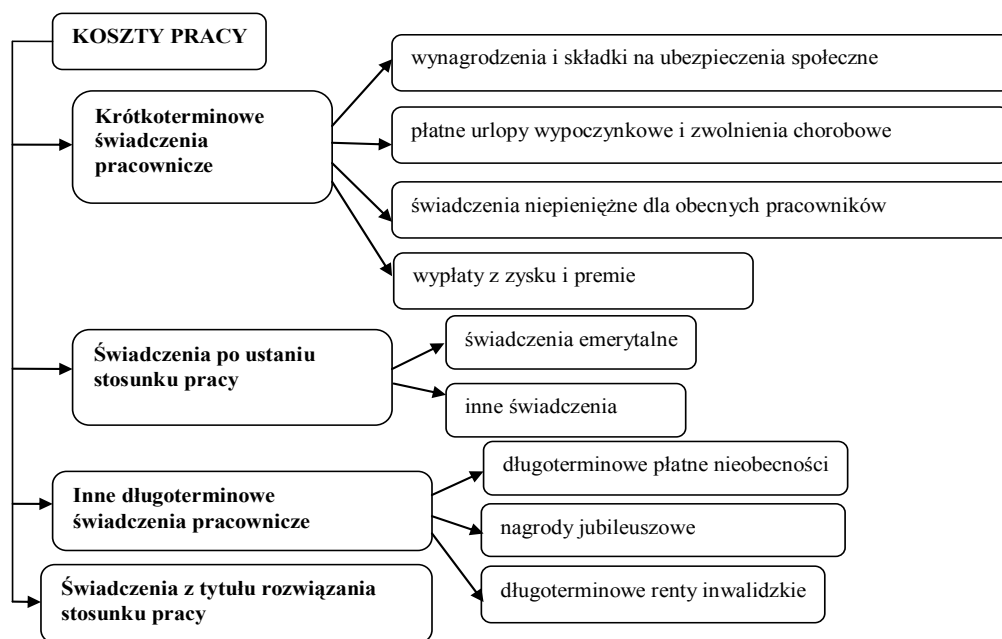 KOSZTY PRACY
Krótkoterminowe
świadczenia
pracownicze
wynagrodzenia i składki na ubezpieczenia społeczne
płatne urlopy wypoczynkowe i zwolnienia chorobowe
świadczenia niepieniężne dla obecnych pracowników
wypłaty z zysku i premie
Świadczenia po ustaniu
stosunku pracy
świadczenia emerytalne
inne świadczenia
Inne długoterminowe
świadczenia pracownicze
długoterminowe płatne nieobecności
nagrody jubileuszowe
długoterminowe renty inwalidzkie
Świadczenia z tytułu rozwiązania
stosunku pracy